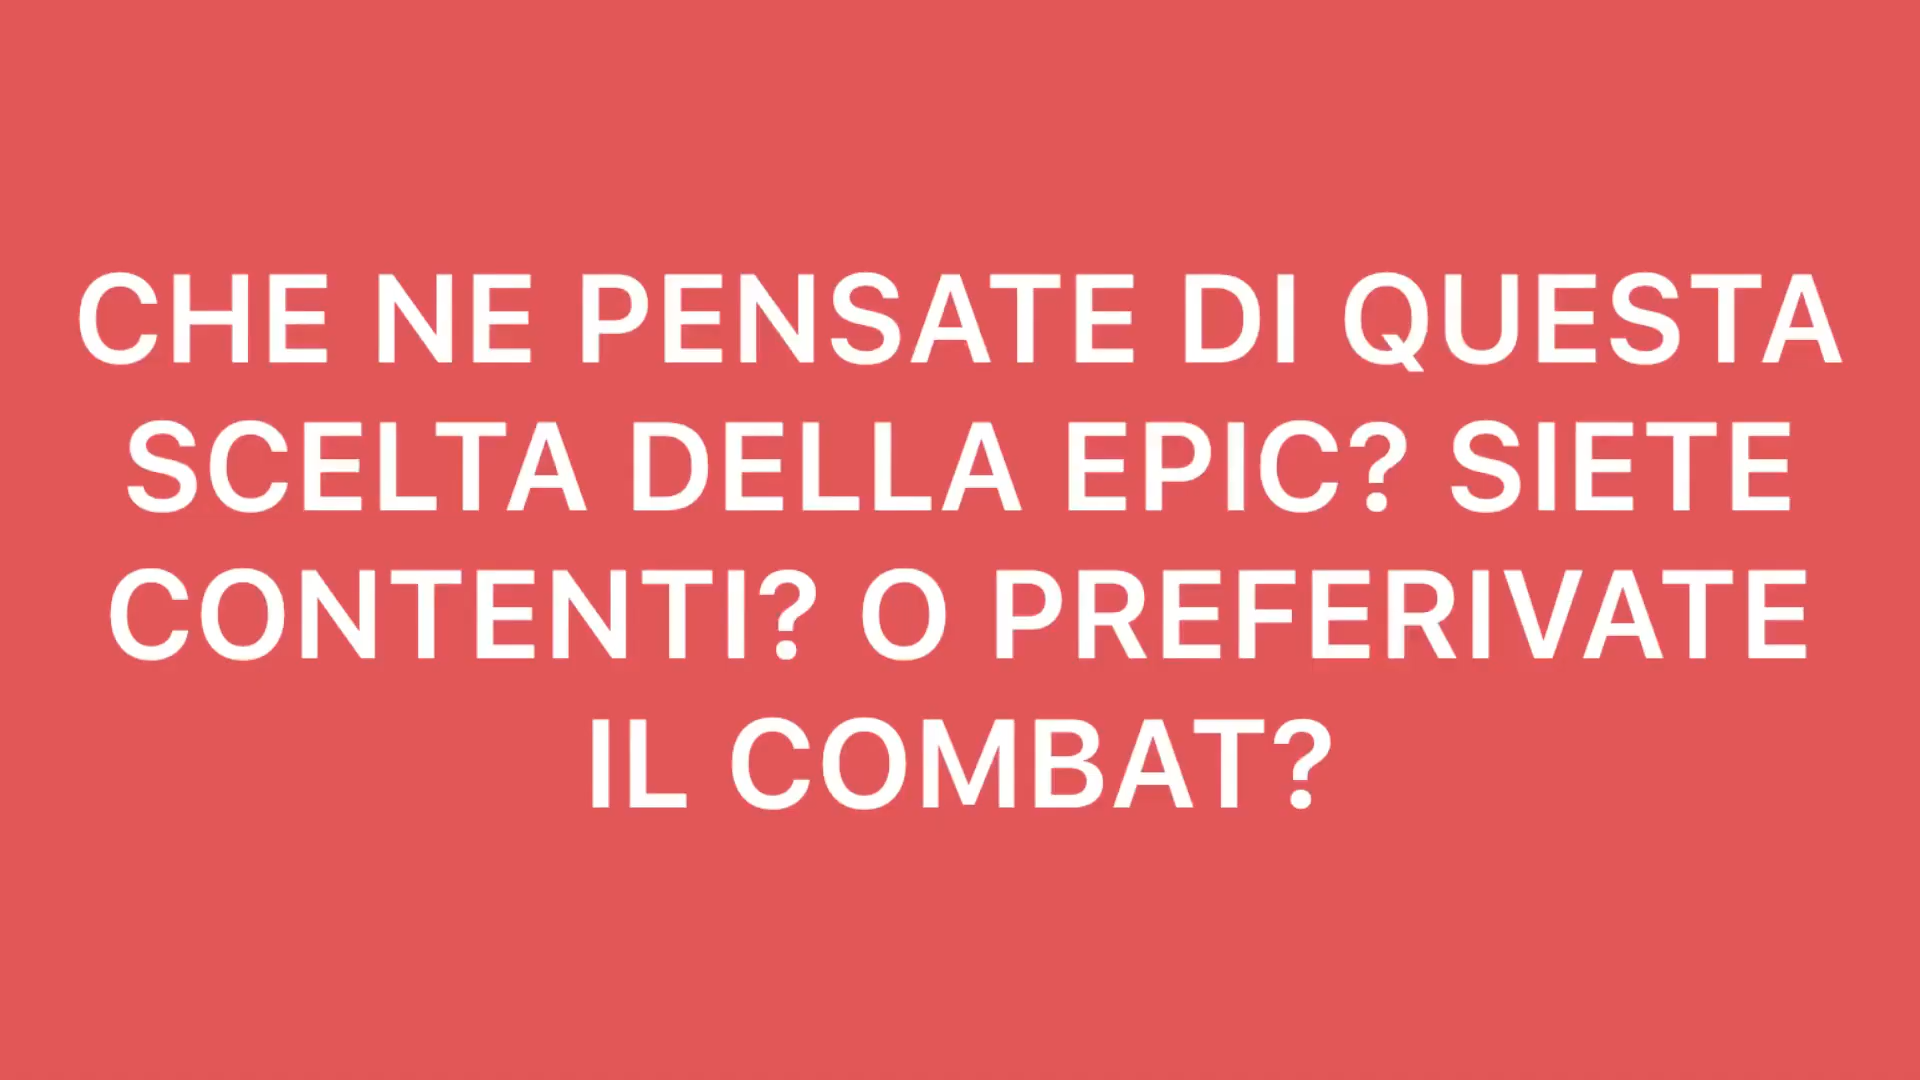 CHE NE PENSATE DI QUESTA
SCELTA DELLA EPIC? SIETE
CONTENTI? O PREFERIVATE
IL COMBAT?